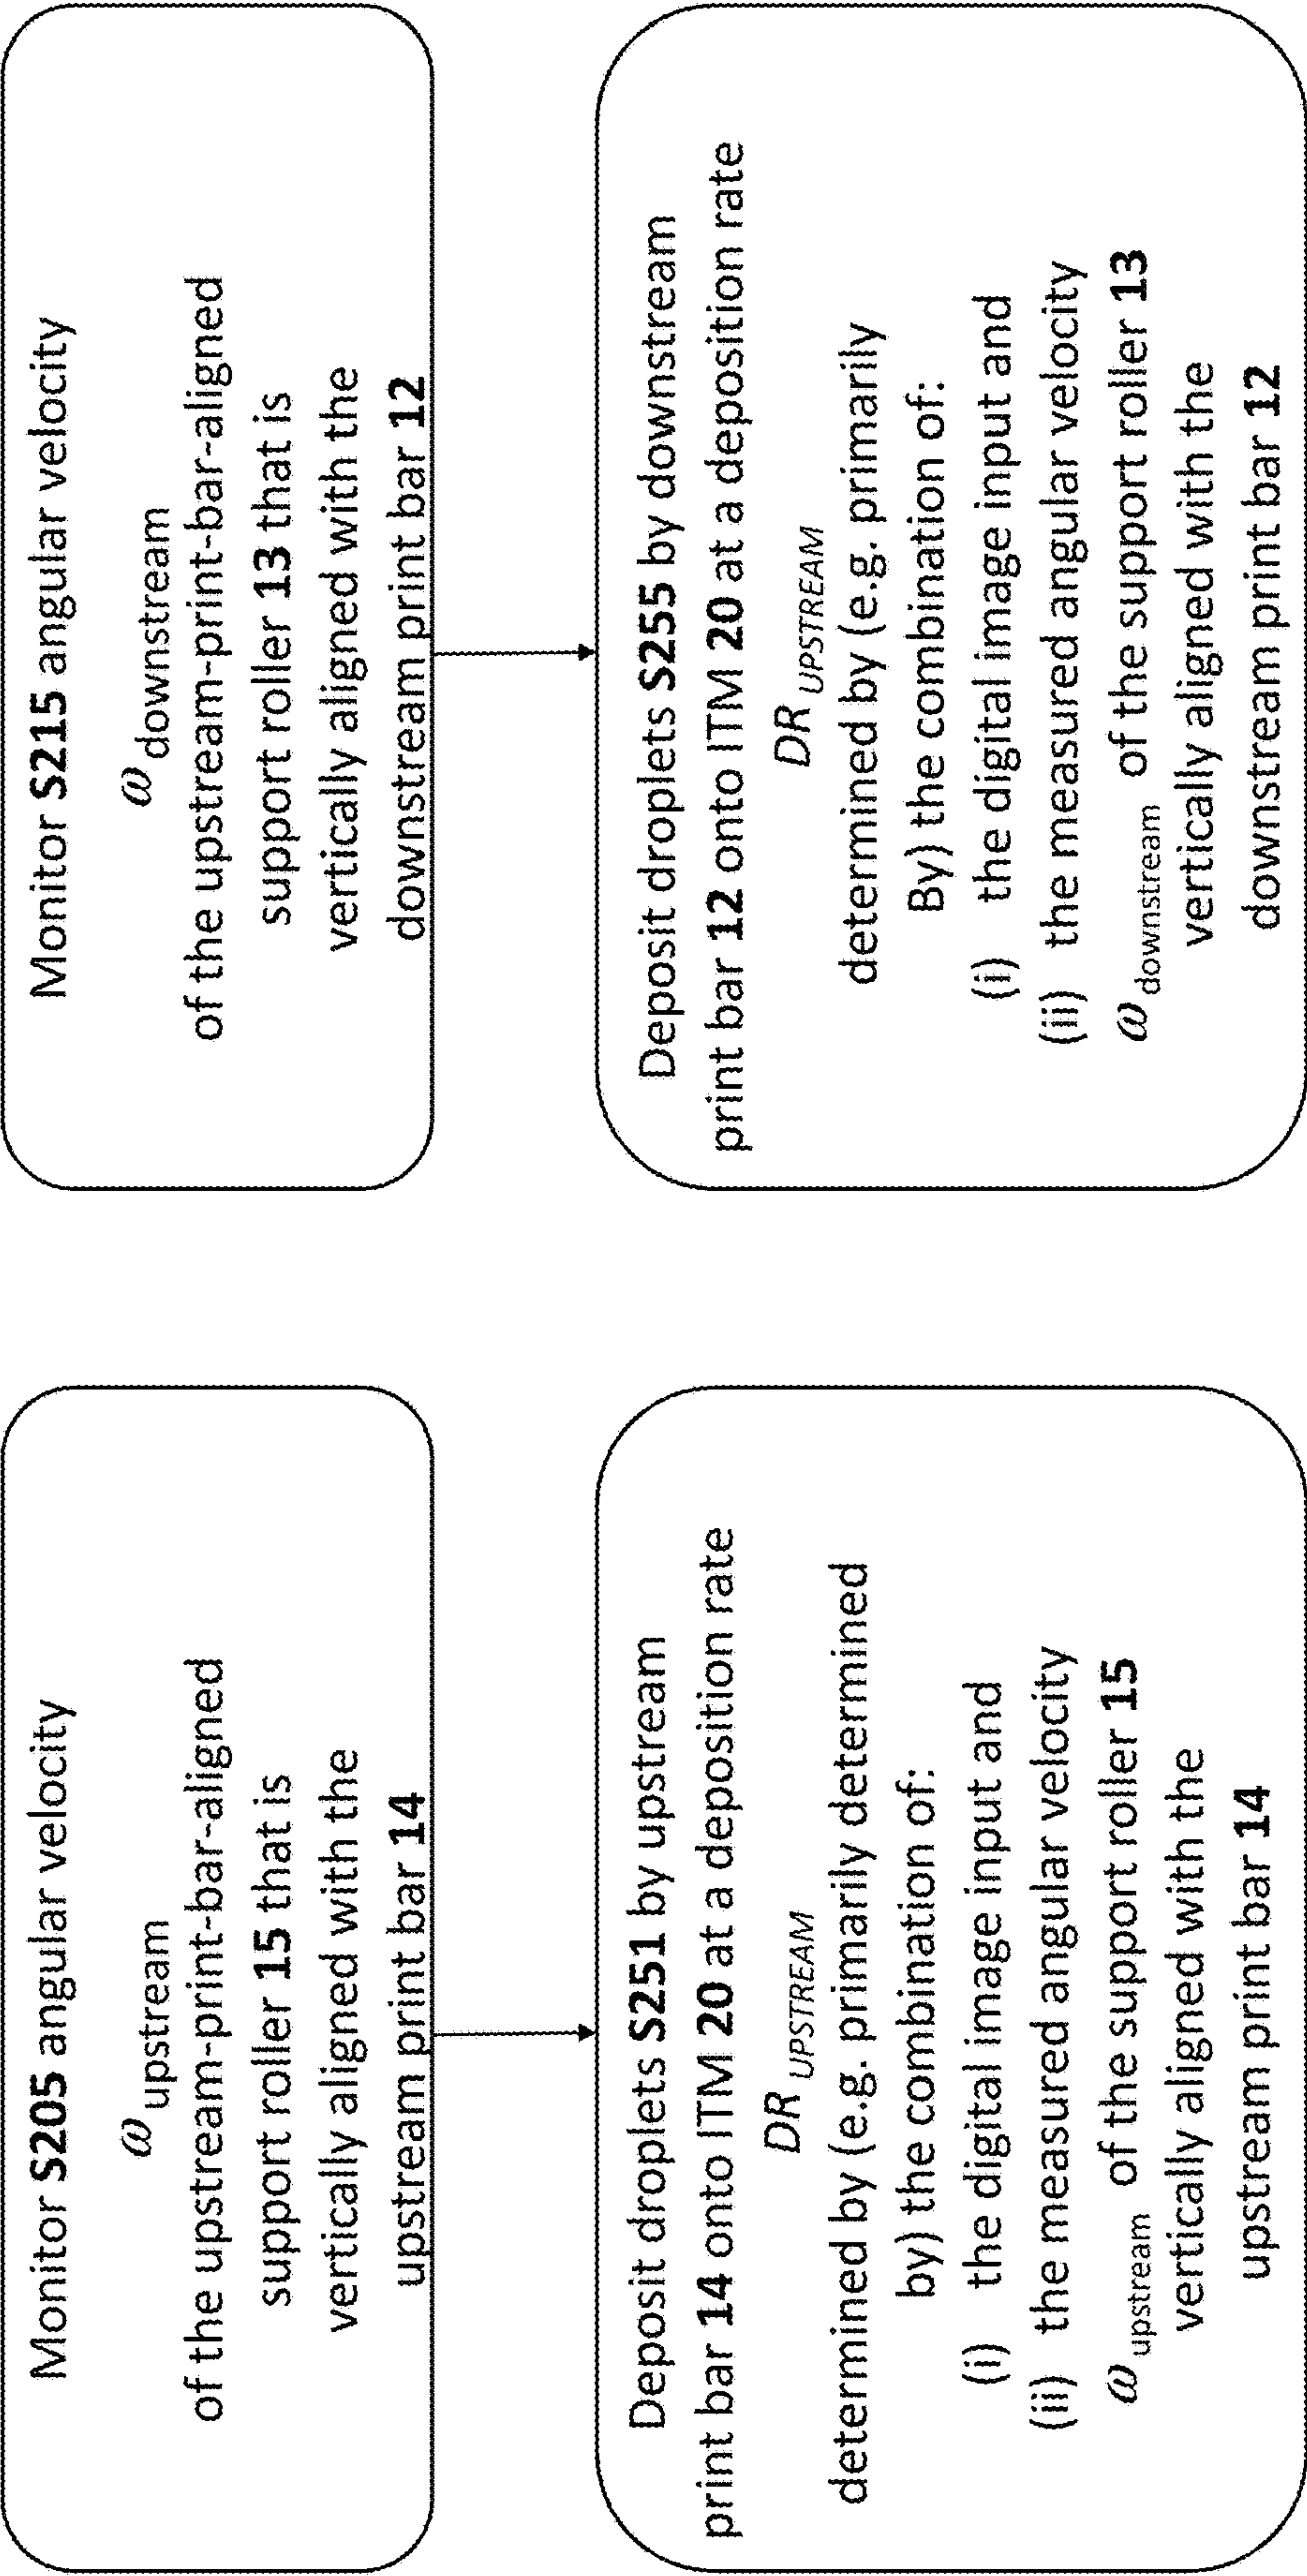 Monitor S205 angular velocity
ω upstream
of the upstream-print-bar-aligned
support roller 15 that is
vertically aligned with the
upstream print bar 14
Deposit droplets S251 by upstream
print bar 14 onto ITM 20 at a deposition rate
DR UPSTREAM
determined by (e.g. primarily determined
by) the combination of:
(i) the digital image input and
(ii) the measured angular velocity
ω upstream of the support roller 15
vertically aligned with the
upstream print bar 14
Monitor S215 angular velocity
ω downstream
of the upstream-print-bar-aligned
support roller 13 that is
vertically aligned with the
downstream print bar 12
Deposit droplets S255 by downstream
print bar 12 onto ITM 20 at a deposition rate
DR UPSTREAM
determined by (e.g. primarily
By) the combination of:
(i) the digital image input and
(ii) the measured angular velocity
ω downstream of the support roller 13
vertically aligned with the
downstream print bar 12